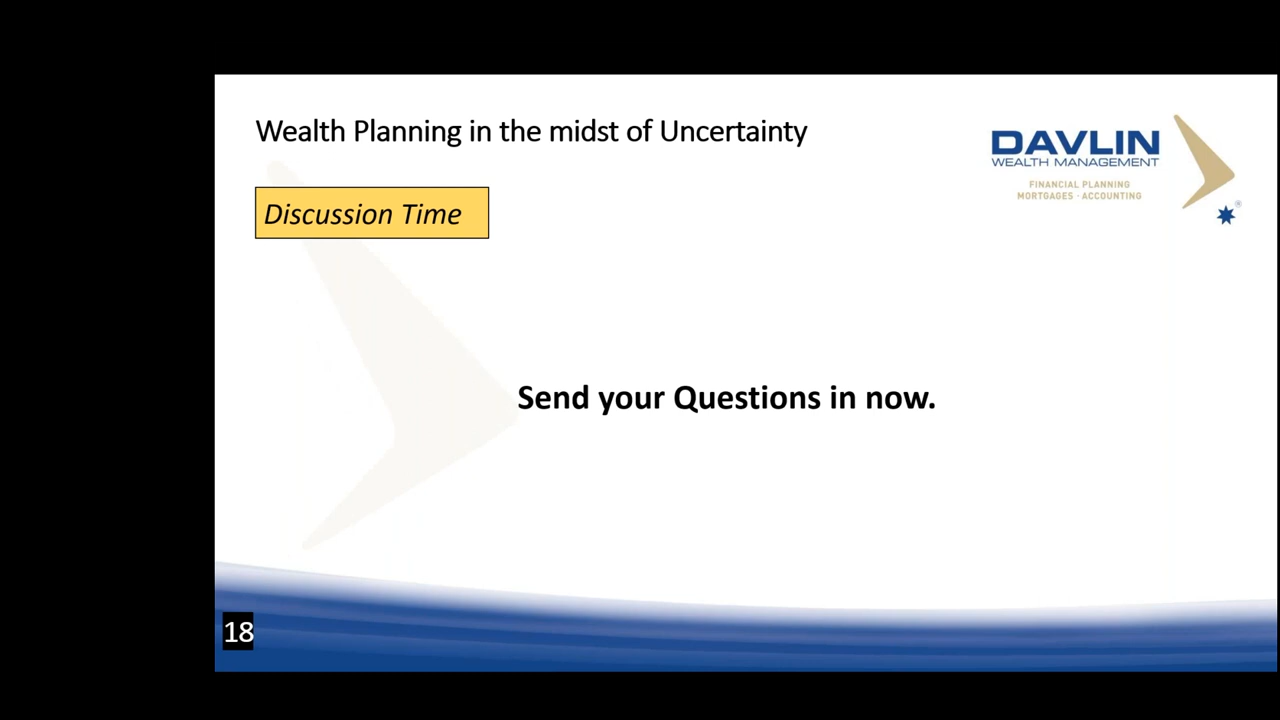 Wealth Planning in the midst of Uncertainty
DAVLIN
WEALTH MANAGEMENT
FINANCIAL PLANNING
MORTGAGES · ACCOUNTING
®
Discussion Time
Send your Questions in now.
18